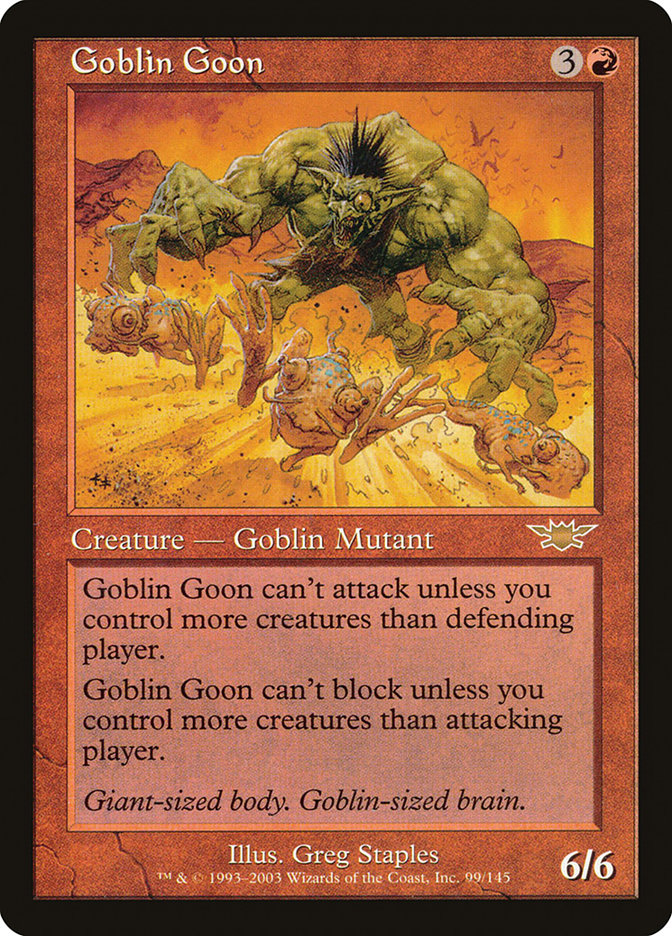 Goblin Goon
3
Creature — Goblin Mutant
Goblin Goon can't attack unless you
control more creatures than defending
player.
Goblin Goon can't block unless you
control more creatures than attacking
player.
Giant-sized body. Goblin-sized brain.
Illus. Greg Staples
™ & © 1993–2003 Wizards of the Coast, Inc. 99/145
6/6